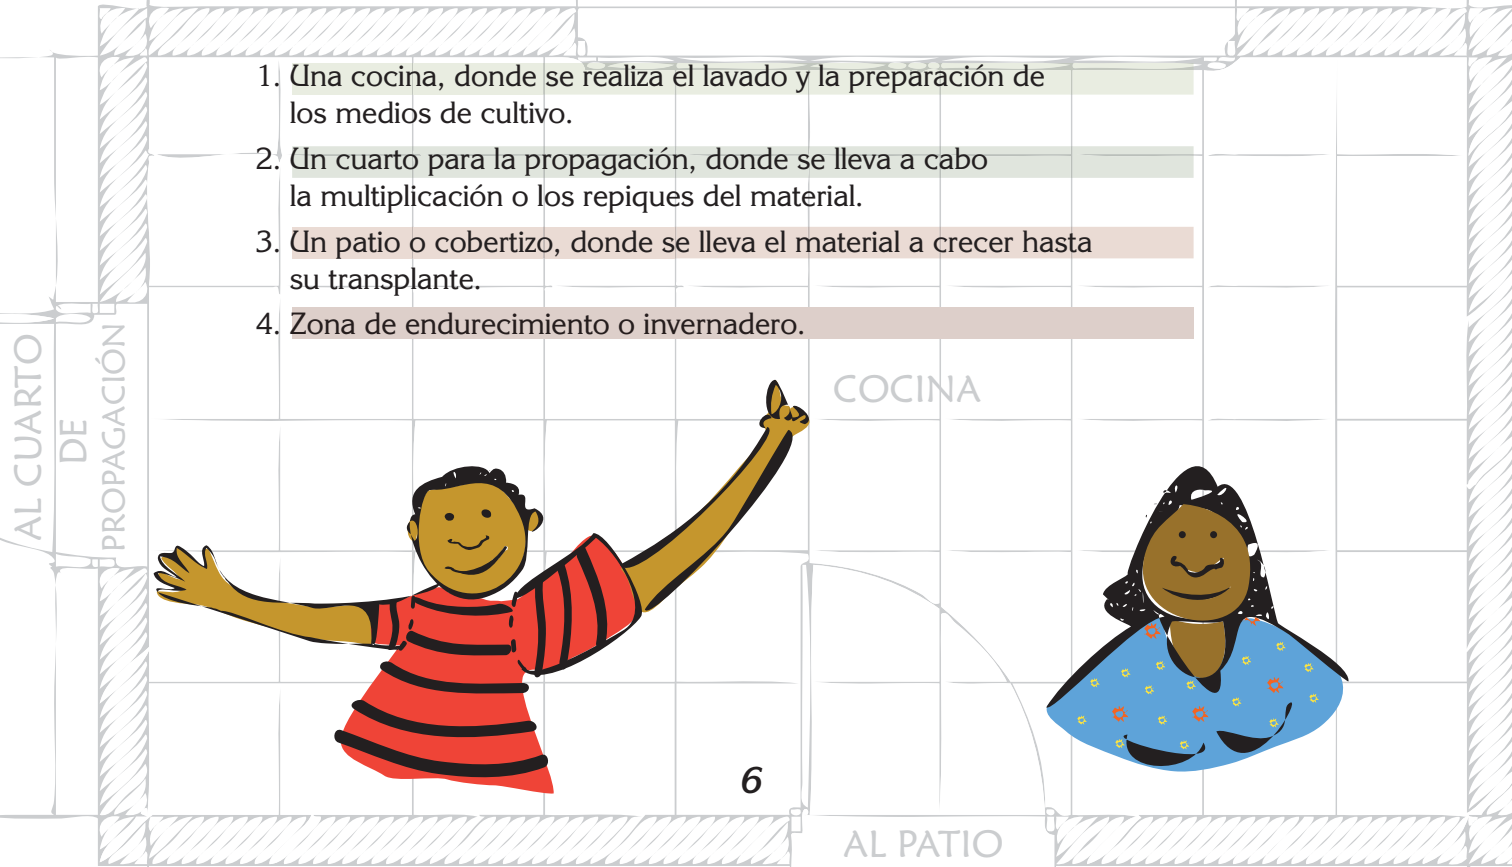 1. Una cocina, donde se realiza el lavado y la preparación de
los medios de cultivo.
2. Un cuarto para la propagación, donde se lleva a cabo
la multiplicación o los repiques del material.
3. Un patio o cobertizo, donde se lleva el material a crecer hasta
su transplante.
4. Zona de endurecimiento o invernadero.
AL CUARTO
DE
PROPAGACIÓN
COCINA
6
AL PATIO